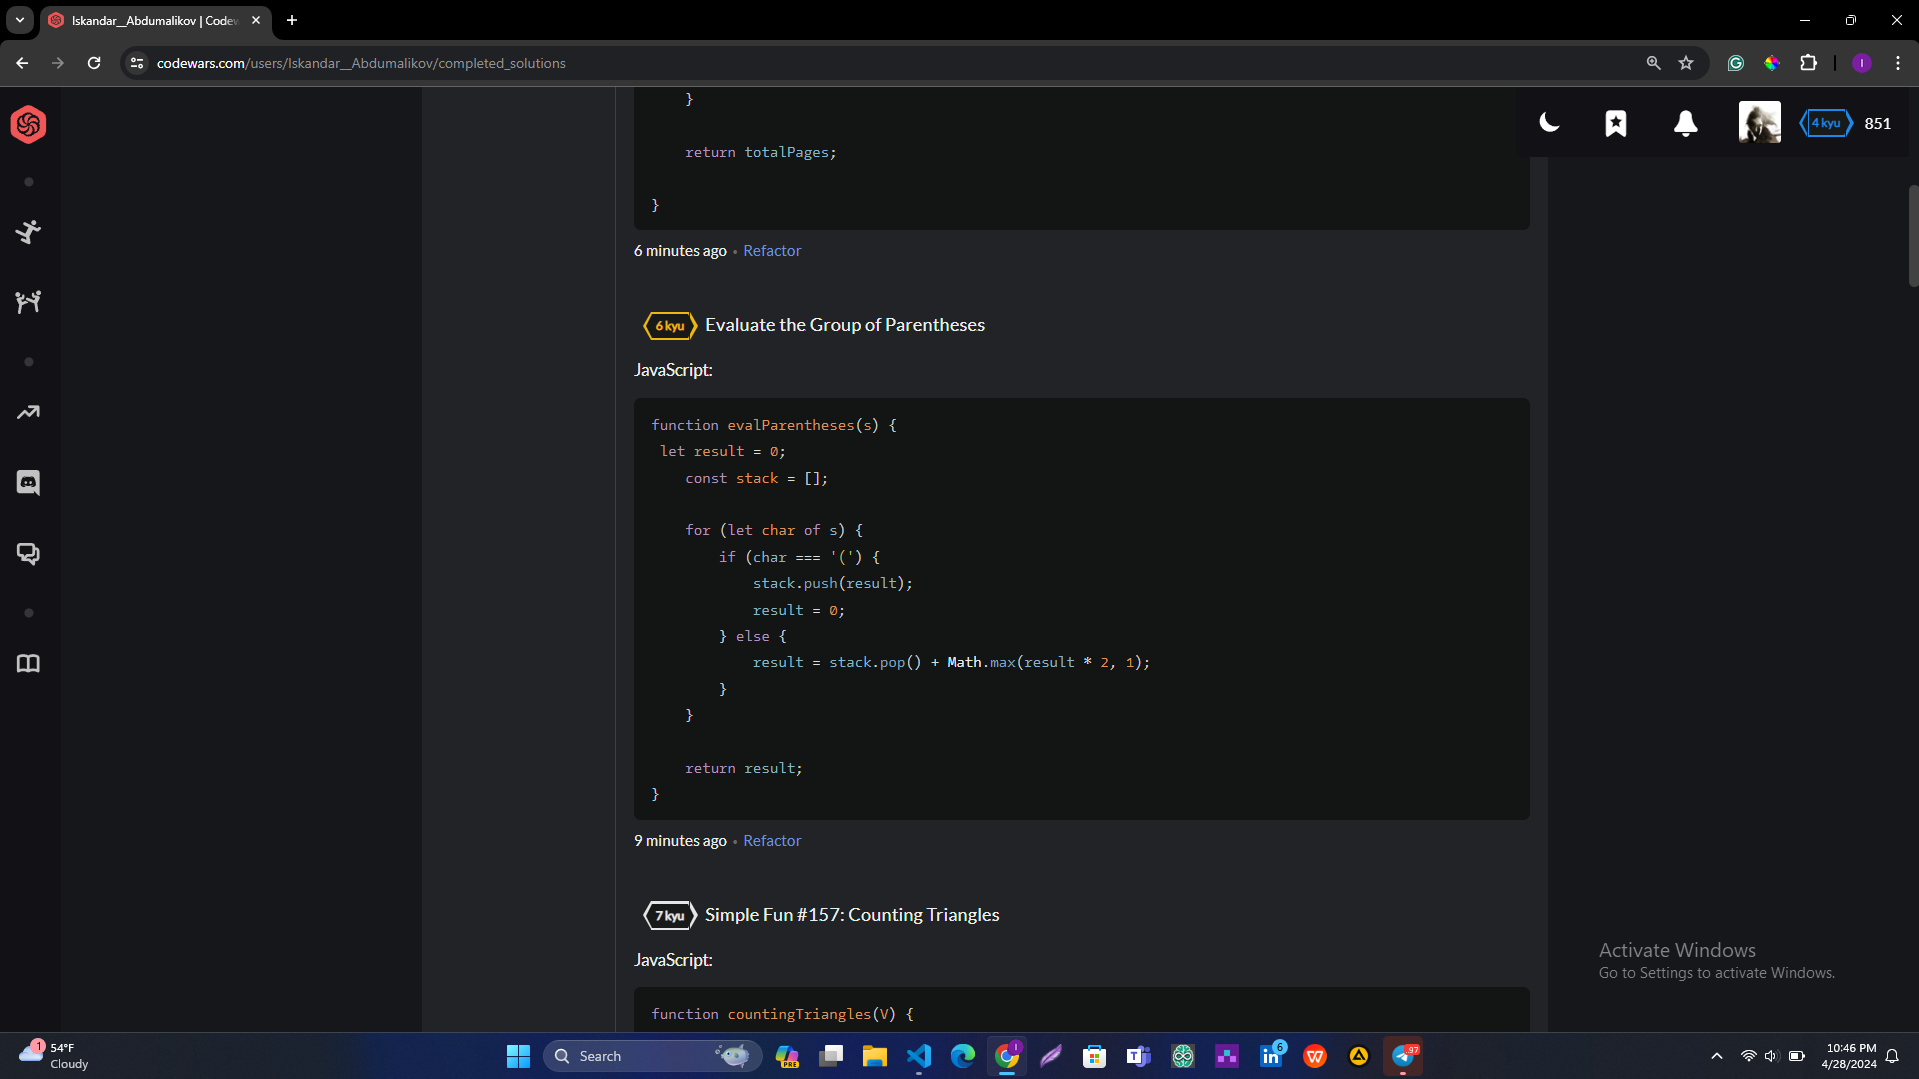 Iskandar__Abdumalikov | Codew
codewars.com/users/Iskandar__Abdumalikov/completed_solutions
I
4 kyu
851
}
return totalPages;
}
6 minutes ago • Refactor
6 kyu Evaluate the Group of Parentheses
JavaScript:
function evalParentheses(s) {
let result = 0;
const stack = [];
for (let char of s) {
if (char === '(') {
stack.push(result);
result = 0;
} else {
result = stack.pop() + Math.max(result * 2, 1);
}
}
return result;
}
9 minutes ago • Refactor
7 kyu Simple Fun #157: Counting Triangles
JavaScript:
function countingTriangles(V) {
Activate Windows
Go to Settings to activate Windows.
1
54°F
Cloudy
Search
PRE
I
6
97
10:46 PM
4/28/2024